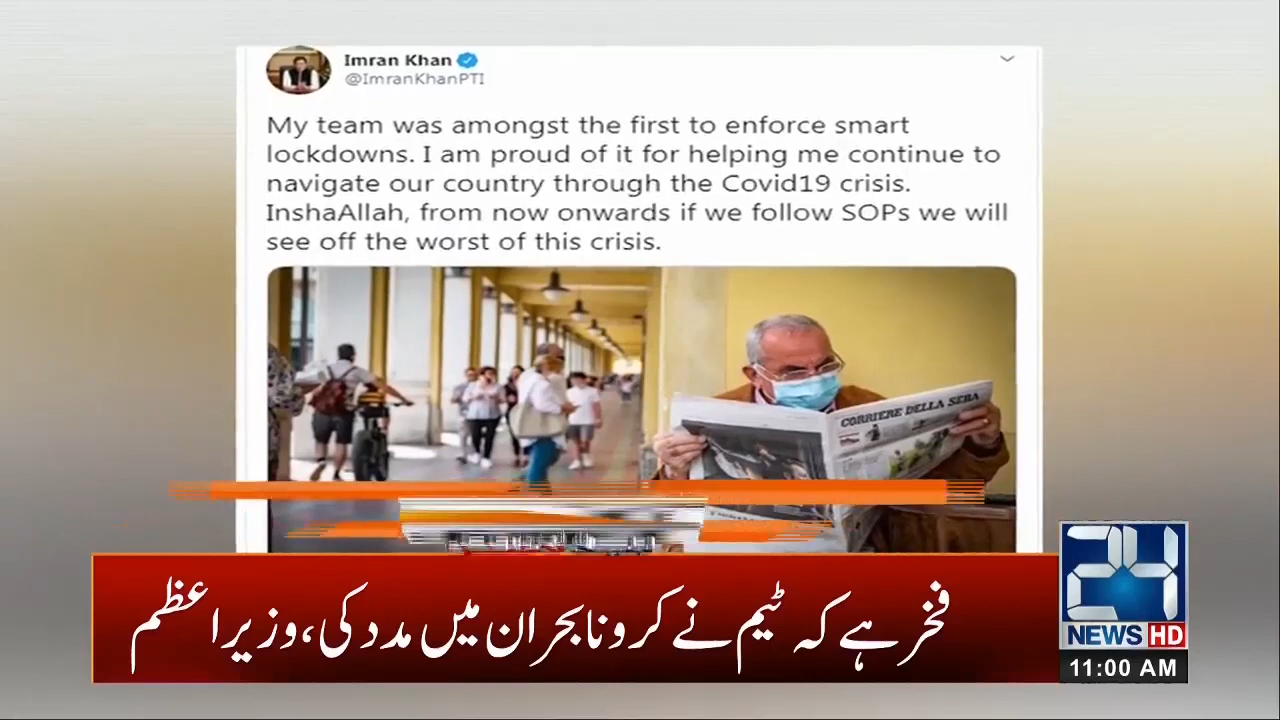 Imran Khan
@ImranKhanPTI
My team was amongst the first to enforce smart
lockdowns. I am proud of it for helping me continue to
navigate our country through the Covid19 crisis.
InshaAllah, from now onwards if we follow SOPs we will
see off the worst of this crisis.
CORRIERE DELLA SERA
فخر ہے کہ ٹیم نے کرونا بحران میں مدد کی، وزیراعظم
24
NEWS HD
11:00 AM